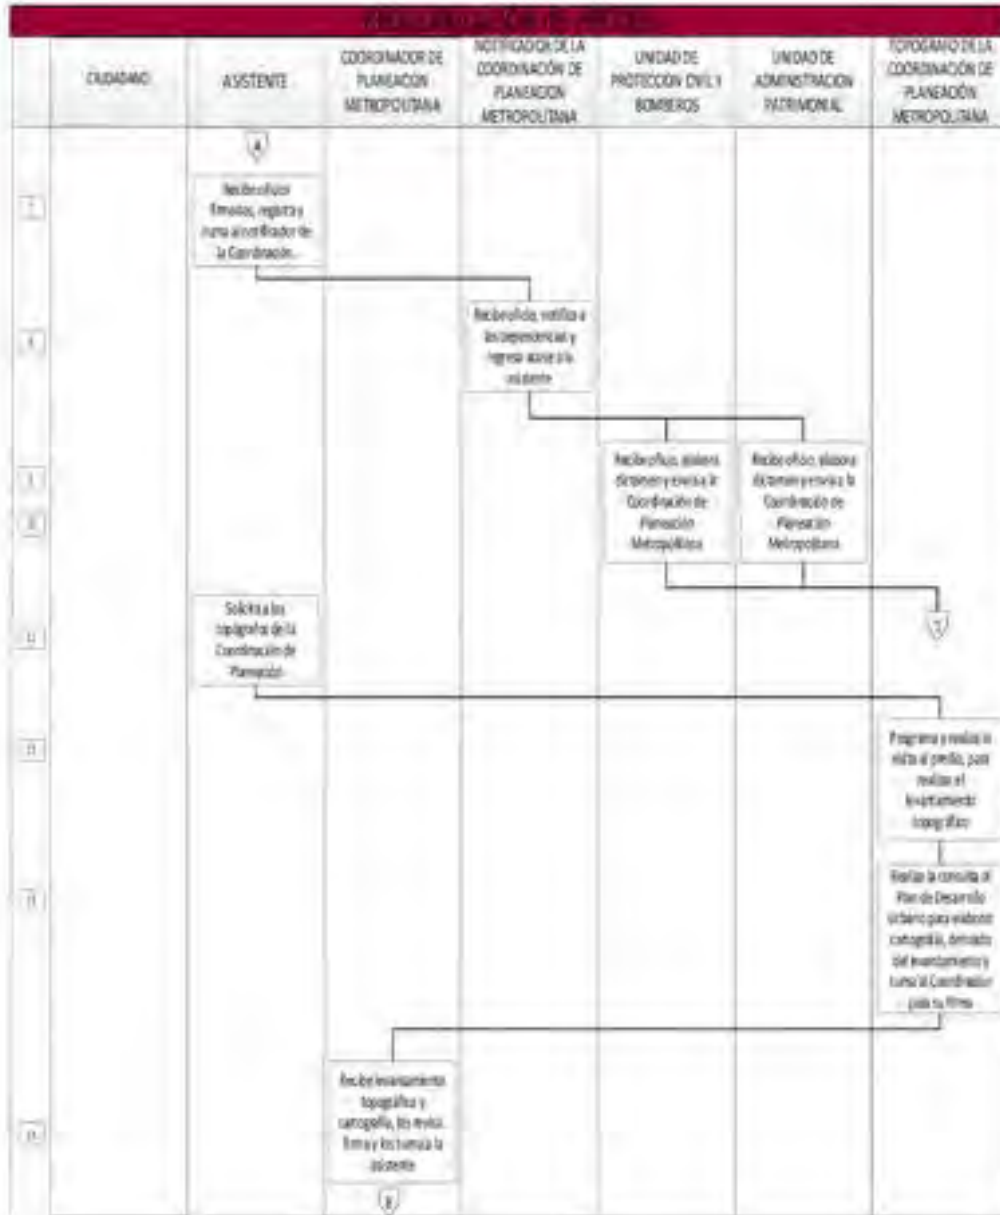 CIUDADANO
ASISTENTE
COORDINADOR DE
PLANEACION
METROPOLITANA
NOTIFICADOR DE LA
COORDINACIÓN DE
PLANEACION
METROPOLITANA
UNIDAD DE
PROTECCION CIVIL Y
BOMBEROS
UNIDAD DE
ADMINISTRACION
PATRIMONIAL
TOPOGRAFO DE LA
COORDINACIÓN DE
PLANEACIÓN
METROPOLITANA
A
Recibe oficios
firmados, registra y
turna al notificador de
la Coordinación.
Recibe oficio, notifica a
las dependencias y
regresa acuse a la
asistente
Recibe oficio, elabora
dictamen y envía a la
Coordinación de
Planeación
Metropolitana
Recibe oficio, elabora
dictamen y envía a la
Coordinación de
Planeación
Metropolitana
Solicita a los
topógrafos de la
Coordinación de
Planeación
Programa y realiza la
visita al predio, para
realizar el
levantamiento
topográfico
Realiza la consulta al
Plan de Desarrollo
Urbano para elaborar
cartografía, derivado
del levantamiento y
turna al Coordinador
para su firma
Recibe levantamiento
topográfico y
cartografía, los revisa,
firma y los turna a la
asistente
B